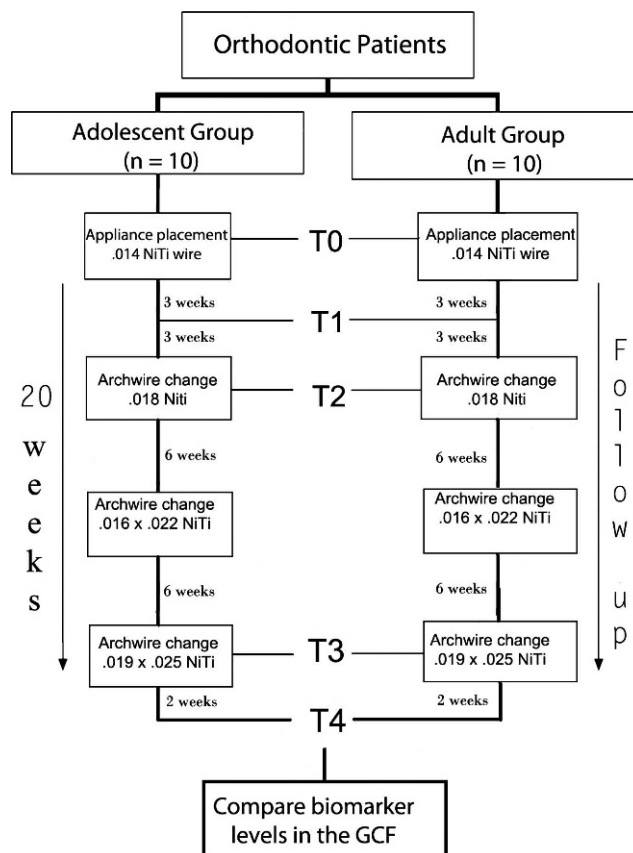 Orthodontic Patients
Adolescent Group
(n = 10)
Adult Group
(n = 10)
Appliance placement
.014 NiTi wire
T0
Appliance placement
.014 NiTi wire
3 weeks
T1
3 weeks
3 weeks
3 weeks
Archwire change
.018 Niti
T2
Archwire change
.018 Niti
20 weeks
Follow up
6 weeks
6 weeks
Archwire change
.016 x .022 NiTi
Archwire change
.016 x .022 NiTi
6 weeks
6 weeks
Archwire change
.019 x .025 NiTi
T3
Archwire change
.019 x .025 NiTi
2 weeks
T4
2 weeks
Compare biomarker
levels in the GCF